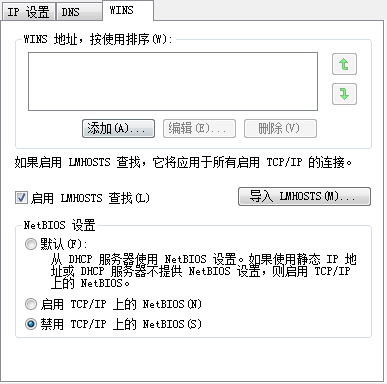 IP 设置 DNS WINS
WINS 地址，按使用排序(W):
添加(A)... 编辑(E)... 删除(V)
如果启用 LMHOSTS 查找，它将应用于所有启用 TCP/IP 的连接。
启用 LMHOSTS 查找(L) 导入 LMHOSTS(M)...
NetBIOS 设置
默认(F):
从 DHCP 服务器使用 NetBIOS 设置。如果使用静态 IP 地
址或 DHCP 服务器不提供 NetBIOS 设置，则启用 TCP/IP
上的 NetBIOS。
启用 TCP/IP 上的 NetBIOS(N)
禁用 TCP/IP 上的 NetBIOS(S)